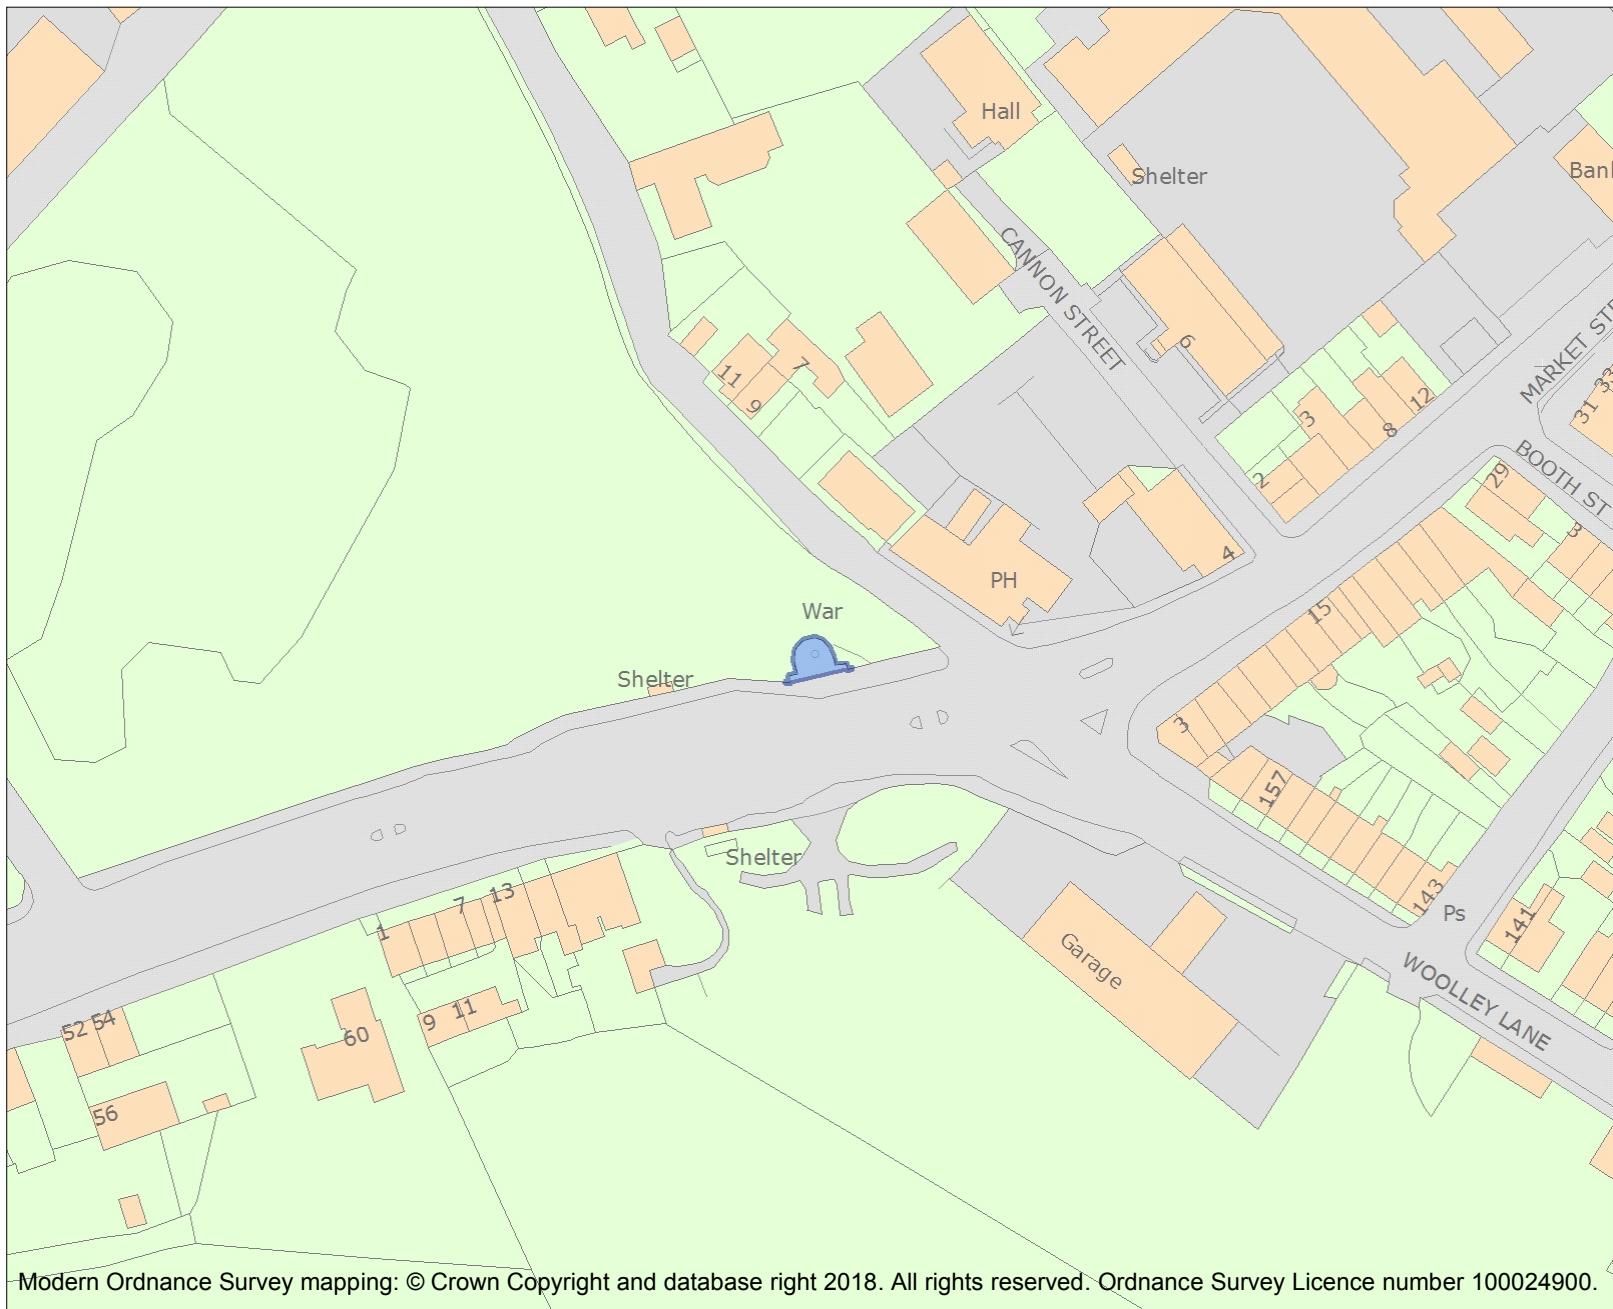 Hall
Shelter
CANNON STREET
6
MARKET
33
31
BOOTH ST
7
11
9
3
12
8
2
29
3
4
PH
15
War
Shelter
3
157
Shelter
143
Ps
141
13
7
1
Garage
WOOLLEY LANE
9 11
52 54
60
56
Modern Ordnance Survey mapping: © Crown Copyright and database right 2018. All rights reserved. Ordnance Survey Licence number 100024900.